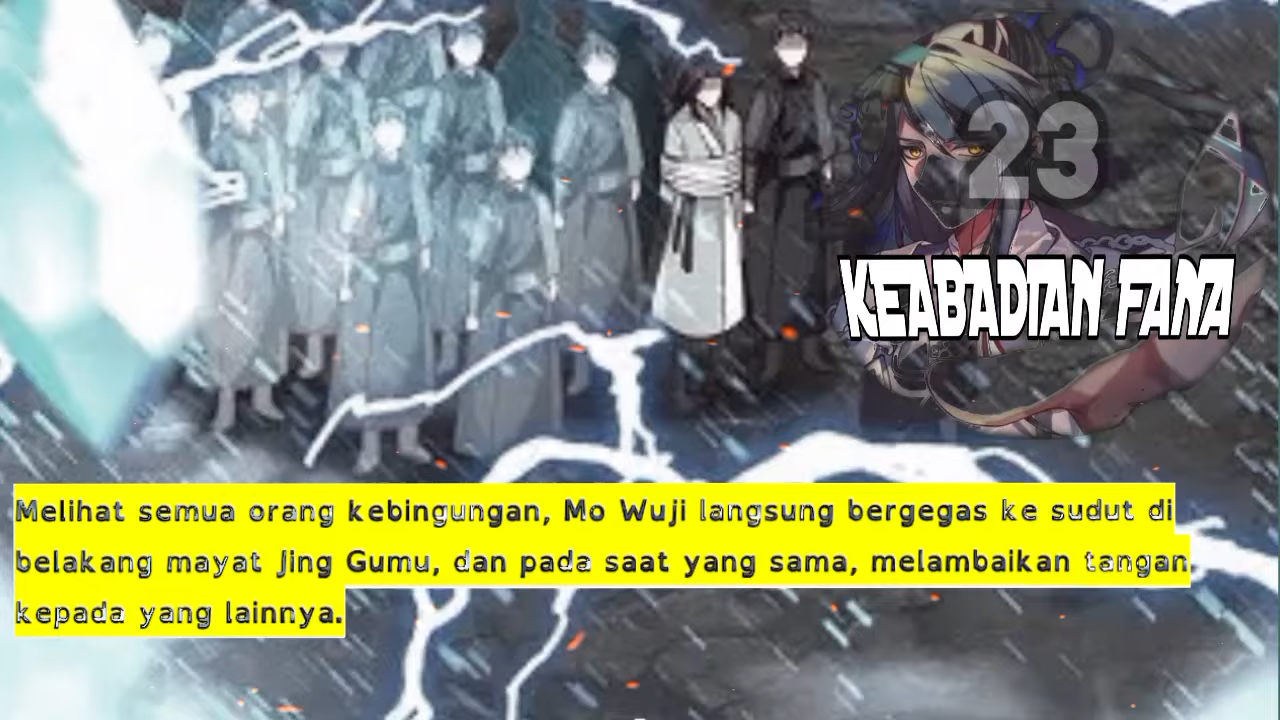 23
KEABADIAN FANA
Melihat semua orang kebingungan, Mo Wuji langsung bergegas ke sudut di
belakang mayat Jing Gumu, dan pada saat yang sama, melambaikan tangan
kepada yang lainnya.